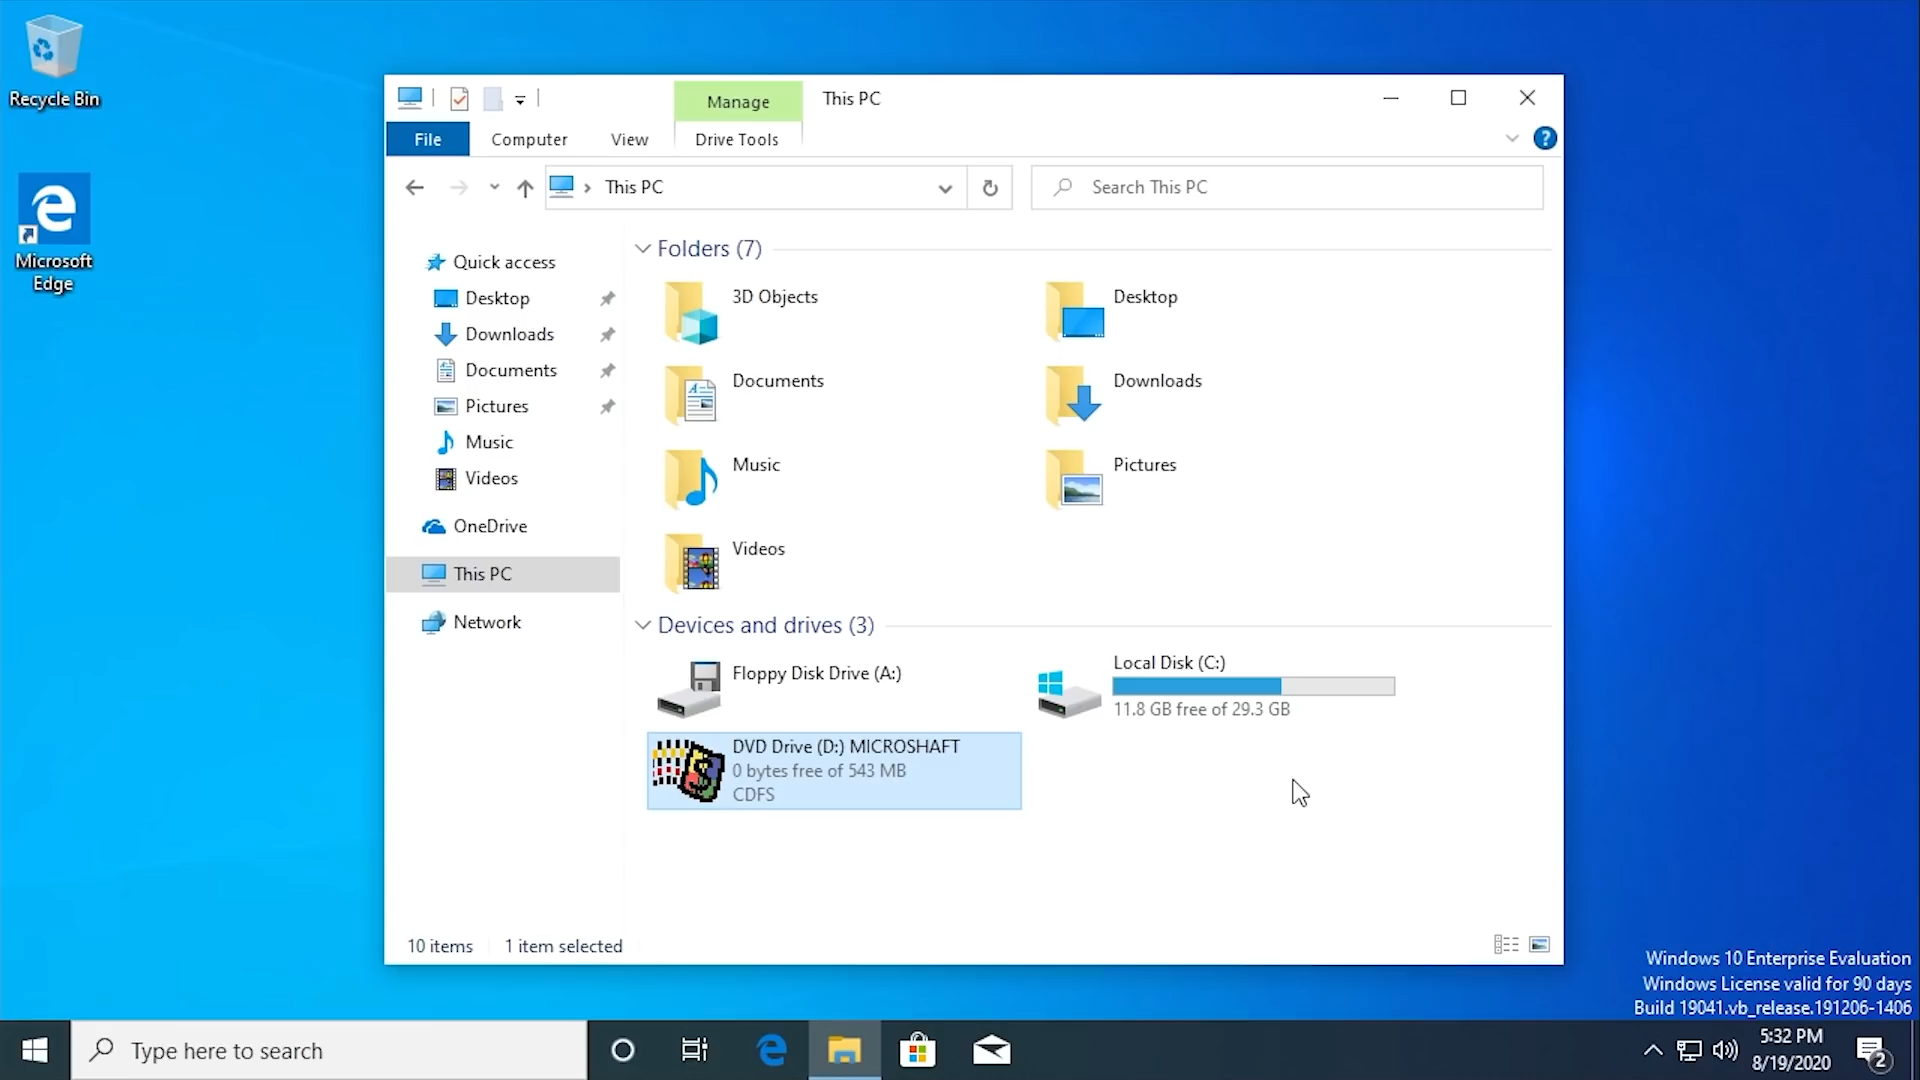 Recycle Bin
Microsoft
Edge
Manage
This PC
File
Computer
View
Drive Tools
?
This PC
Search This PC
Quick access
Desktop
Downloads
Documents
Pictures
Music
Videos
OneDrive
This PC
Network
Folders (7)
3D Objects
Desktop
Documents
Downloads
Music
Pictures
Videos
Devices and drives (3)
Floppy Disk Drive (A:)
Local Disk (C:)
11.8 GB free of 29.3 GB
DVD Drive (D:) MICROSHAFT
0 bytes free of 543 MB
CDFS
10 items
1 item selected
Windows 10 Enterprise Evaluation
Windows License valid for 90 days
Build 19041.vb_release.191206-1406
Type here to search
5:32 PM
8/19/2020
2